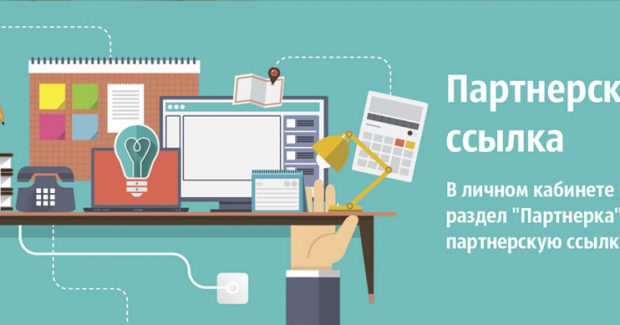 Партнерск
ссылка
В личном кабинете
раздел "Партнерка"
партнерскую ссылк